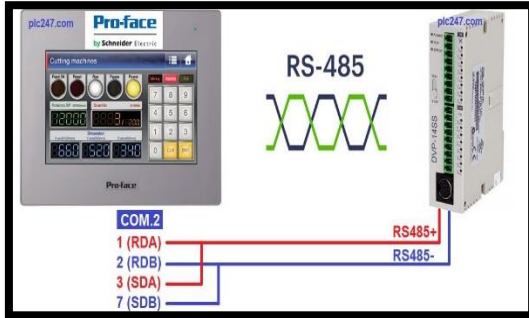 plc247.com
Pro-face
by Schneider Electric
plc247.com
Cutting machines
RS-485
7 8 9
4 5 6
1 2 3
0
DVP-14SS
Pro-face
COM.2
1 (RDA)
2 (RDB)
3 (SDA)
7 (SDB)
RS485+
RS485-